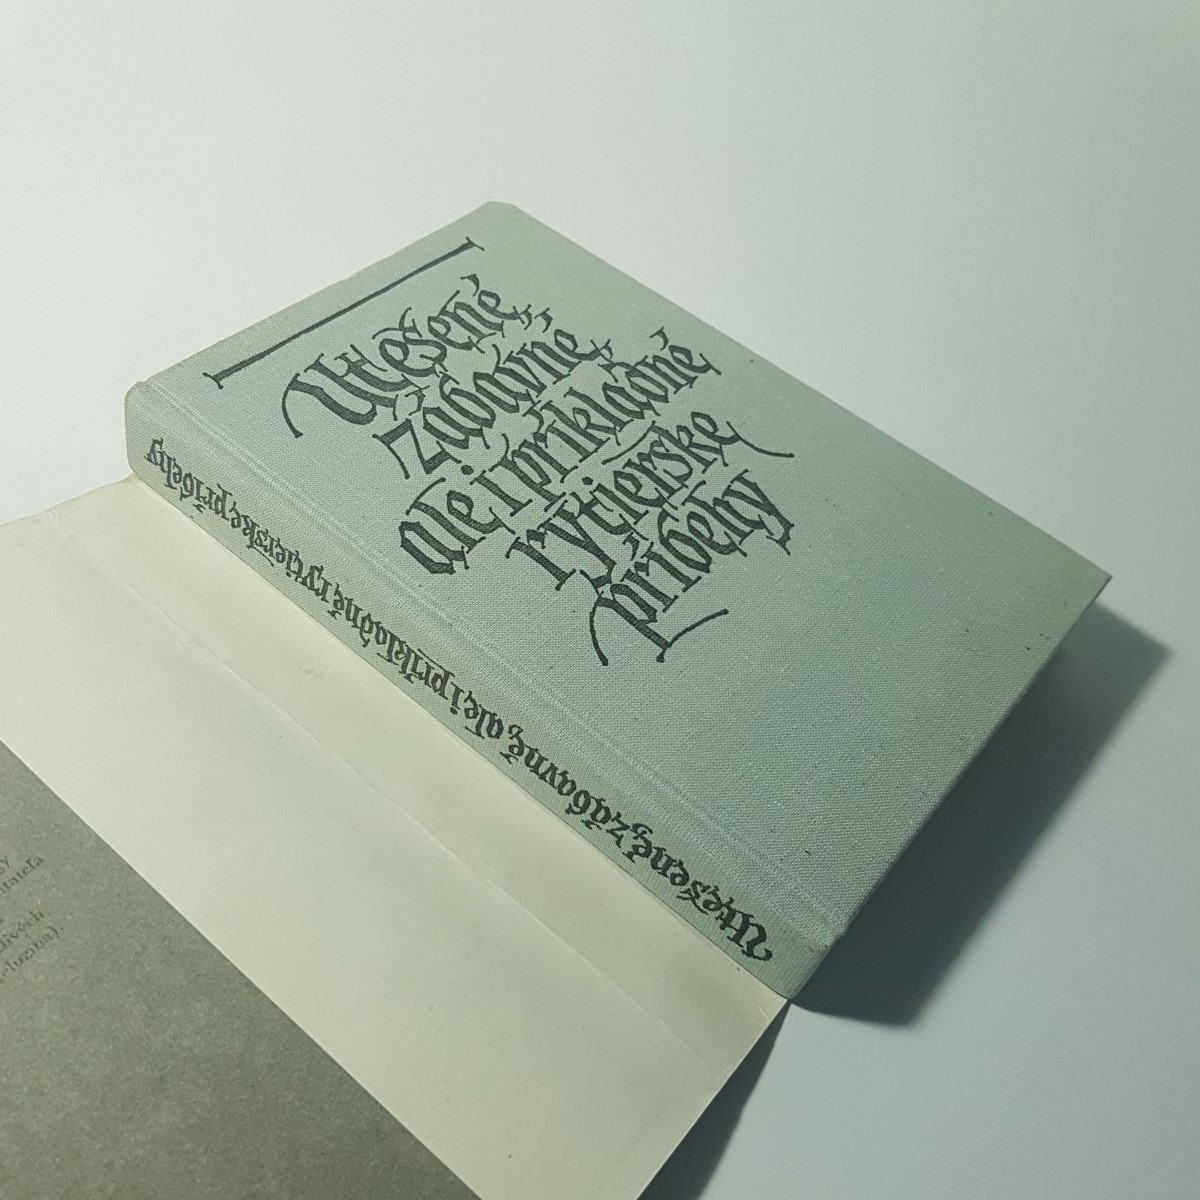 Utešené,
zábavné,
ale i príkladné
rytierske
príbehy
Utešené, zábavné, ale i príkladné rytierske príbehy